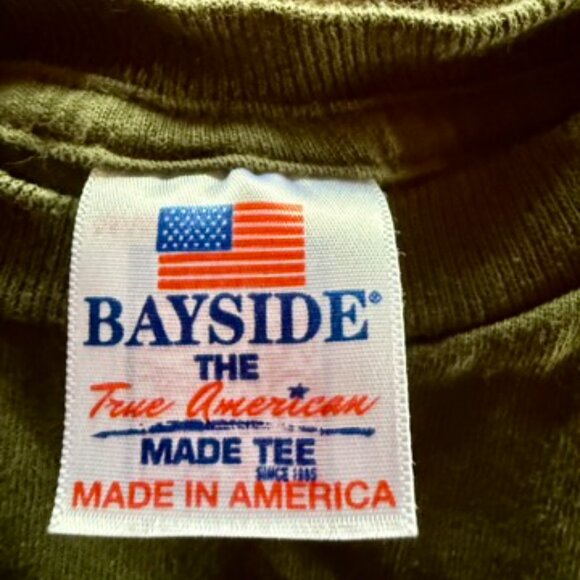 BAYSIDE®
THE
True American
MADE TEE
SINCE 1985
MADE IN AMERICA